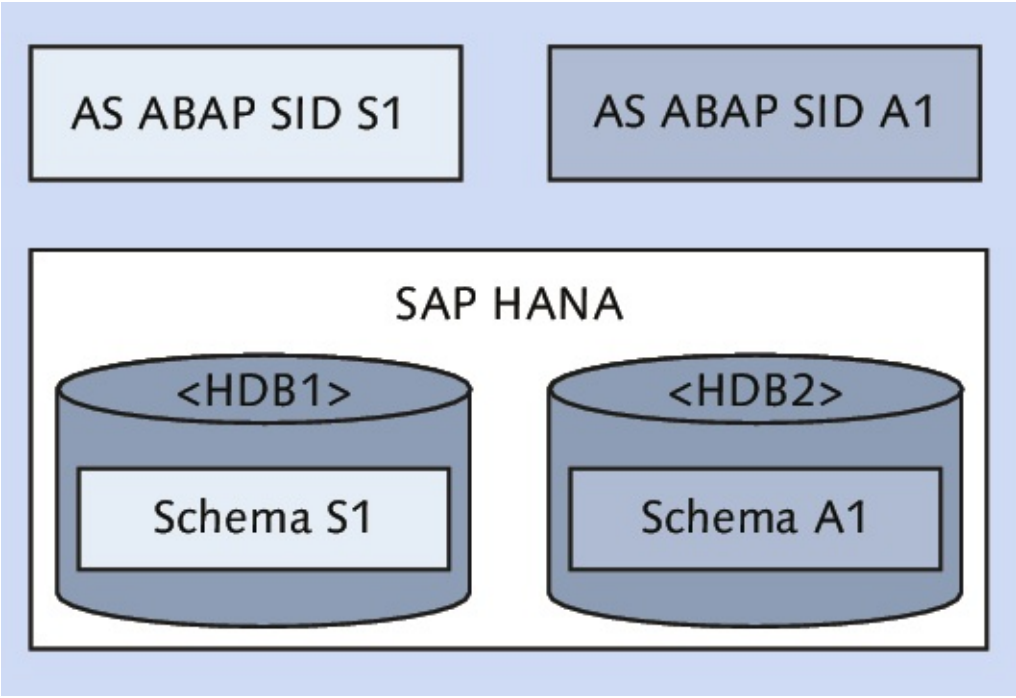 AS ABAP SID S1
AS ABAP SID A1
SAP HANA
<HDB1>
<HDB2>
Schema S1
Schema A1